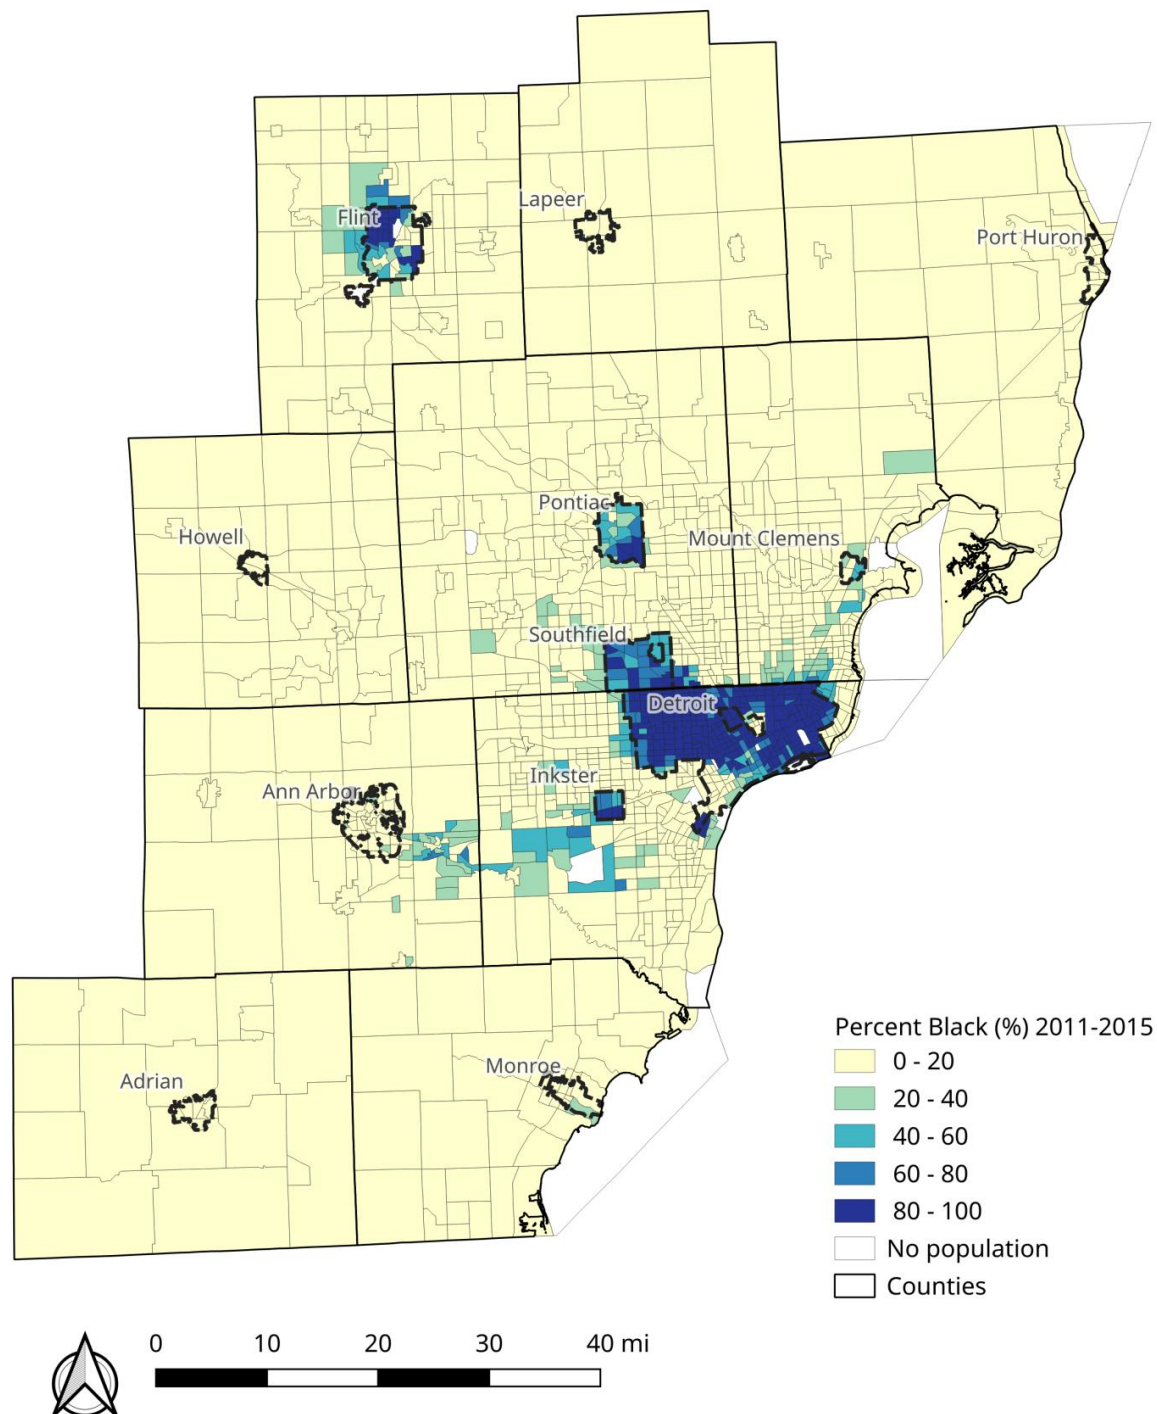 Lapeer
Flint
Port Huron
Pontiac
Howell
Mount Clemens
Southfield
Detroit
Inkster
Ann Arbor
Monroe
Adrian
Percent Black (%) 2011-2015
0 - 20
20 - 40
40 - 60
60 - 80
80 - 100
No population
Counties
0 10 20 30 40 mi